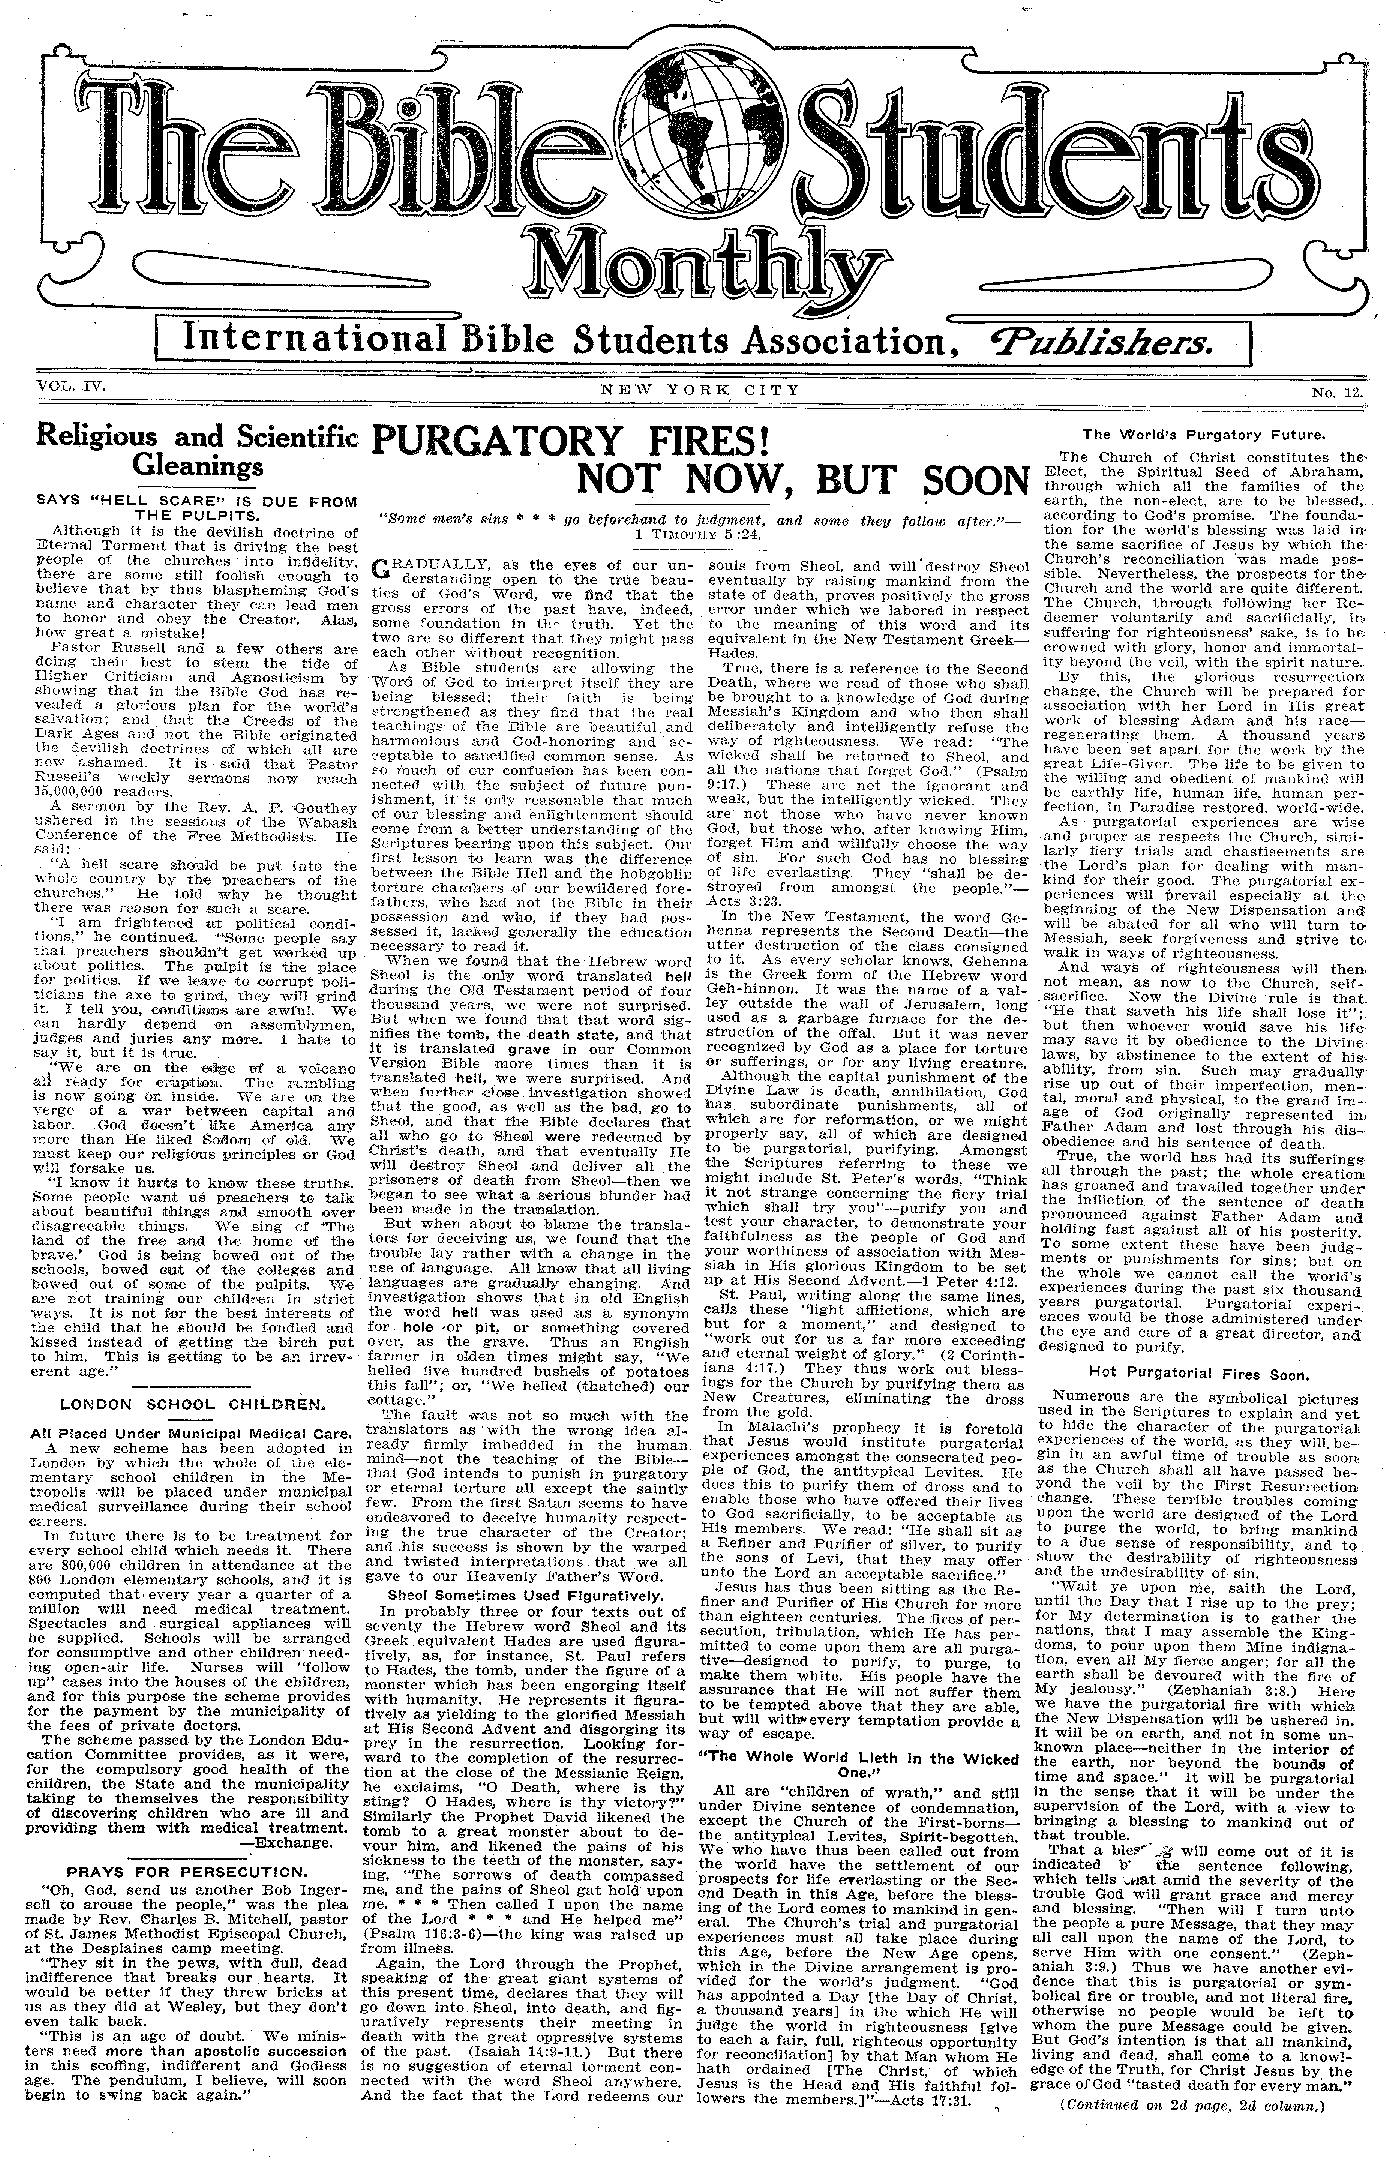 The Bible Students
Monthly
International Bible Students Association, Publishers.
VOL. IV.
NEW YORK CITY
No. 12.
Religious and Scientific
Gleanings
SAYS "HELL SCARE" IS DUE FROM
THE PULPITS.
Although it is the devilish doctrine of
Eternal Torment that is driving the best
people of the churches into infidelity,
there are some still foolish enough to
believe that by thus blaspheming God's
name and character they can lead men
to honor and obey the Creator. Alas,
how great a mistake!
Pastor Russell and a few others are
doing their best to stem the tide of
Higher Criticism and Agnosticism by
showing that in the Bible God has re-
vealed a glorious plan for the world's
salvation; and that the Creeds of the
Dark Ages and not the Bible originated
the devilish doctrines of which all are
now ashamed. It is said that Pastor
Russell's weekly sermons now reach
15,000,000 readers.
A sermon by the Rev. A. P. Gouthey
ushered in the sessions of the Wabash
Conference of the Free Methodists. He
said:
"A hell scare should be put into the
whole country by the preachers of the
churches." He told why he thought
there was reason for such a scare.
"I am frightened at political condi-
tions," he continued. "Some people say
that preachers shouldn't get worked up
about politics. The pulpit is the place
for politics. If we leave to corrupt poli-
ticians the axe to grind, they will grind
it. I tell you, conditions are awful. We
can hardly depend on assemblymen,
judges and juries any more. I hate to
say it, but it is true.
"We are on the edge of a volcano
all ready for eruption. The rumbling
is now going on inside. We are on the
verge of a war between capital and
labor. God doesn't like America any
more than He liked Sodom of old. We
must keep our religious principles or God
will forsake us.
"I know it hurts to know these truths.
Some people want us preachers to talk
about beautiful things and smooth over
disagreeable things. We sing of 'The
land of the free and the home of the
brave.' God is being bowed out of the
schools, bowed out of the colleges and
bowed out of some of the pulpits. We
are not training our children in strict
ways. It is not for the best interests of
the child that he should be fondled and
kissed instead of getting the birch put
to him. This is getting to be an irrev-
erent age."
LONDON SCHOOL CHILDREN.
All Placed Under Municipal Medical Care.
A new scheme has been adopted in
London by which the whole of the ele-
mentary school children in the Me-
tropolis will be placed under municipal
medical surveillance during their school
careers.
In future there is to be treatment for
every school child which needs it. There
are 800,000 children in attendance at the
800 London elementary schools, and it is
computed that every year a quarter of a
million will need medical treatment.
Spectacles and surgical appliances will
be supplied. Schools will be arranged
for consumptive and other children need-
ing open-air life. Nurses will "follow
up" cases into the houses of the children,
and for this purpose the scheme provides
for the payment by the municipality of
the fees of private doctors.
The scheme passed by the London Edu-
cation Committee provides, as it were,
for the compulsory good health of the
children, the State and the municipality
taking to themselves the responsibility
of discovering children who are ill and
providing them with medical treatment.
—Exchange.
PRAYS FOR PERSECUTION.
"Oh, God, send us another Bob Inger-
soll to arouse the people," was the plea
made by Rev. Charles B. Mitchell, pastor
of St. James Methodist Episcopal Church,
at the Desplaines camp meeting.
"They sit in the pews, with dull, dead
indifference that breaks our hearts. It
would be better if they threw bricks at
us as they did at Wesley, but they don't
even talk back.
"This is an age of doubt. We minis-
ters need more than apostolic succession
in this scoffing, indifferent and Godless
age. The pendulum, I believe, will soon
begin to swing back again."
PURGATORY FIRES!
NOT NOW, BUT SOON
"Some men's sins * * * go beforehand to judgment, and some they follow after."—
1 TIMOTHY 5:24.
GRADUALLY, as the eyes of our un-
derstanding open to the true beau-
ties of God's Word, we find that the
gross errors of the past have, indeed,
some foundation in the truth. Yet the
two are so different that they might pass
each other without recognition.
As Bible students are allowing the
Word of God to interpret itself they are
being blessed; their faith is being
strengthened as they find that the real
teachings of the Bible are beautiful and
harmonious and God-honoring and ac-
ceptable to sanctified common sense. As
so much of our confusion has been con-
nected with the subject of future pun-
ishment, it is only reasonable that much
of our blessing and enlightenment should
come from a better understanding of the
Scriptures bearing upon this subject. Our
first lesson to learn was the difference
between the Bible Hell and the hobgoblin
torture chambers of our bewildered fore-
fathers, who had not the Bible in their
possession and who, if they had pos-
sessed it, lacked generally the education
necessary to read it.
When we found that the Hebrew word
Sheol is the only word translated hell
during the Old Testament period of four
thousand years, we were not surprised.
But when we found that that word sig-
nifies the tomb, the death state, and that
it is translated grave in our Common
Version Bible more times than it is
translated hell, we were surprised. And
when further close investigation showed
that the good, as well as the bad, go to
Sheol, and that the Bible declares that
all who go to Sheol were redeemed by
Christ's death, and that eventually He
will destroy Sheol and deliver all the
prisoners of death from Sheol—then we
began to see what a serious blunder had
been made in the translation.
But when about to blame the transla-
tors for deceiving us, we found that the
trouble lay rather with a change in the
use of language. All know that all living
languages are gradually changing. And
investigation shows that in old English
the word hell was used as a synonym
for hole or pit, or something covered
over, as the grave. Thus an English
farmer in olden times might say, "We
helled five hundred bushels of potatoes
this fall"; or, "We helled (thatched) our
cottage."
The fault was not so much with the
translators as with the wrong idea al-
ready firmly imbedded in the human
mind—not the teaching of the Bible—
that God intends to punish in purgatory
or eternal torture all except the saintly
few. From the first Satan seems to have
endeavored to deceive humanity respect-
ing the true character of the Creator;
and his success is shown by the warped
and twisted interpretations that we all
gave to our Heavenly Father's Word.
Sheol Sometimes Used Figuratively.
In probably three or four texts out of
seventy the Hebrew word Sheol and its
Greek equivalent Hades are used figura-
tively, as, for instance, St. Paul refers
to Hades, the tomb, under the figure of a
monster which has been engorging itself
with humanity. He represents it figura-
tively as yielding to the glorified Messiah
at His Second Advent and disgorging its
prey in the resurrection. Looking for-
ward to the completion of the resurrec-
tion at the close of the Messianic Reign,
he exclaims, "O Death, where is thy
sting? O Hades, where is thy victory?"
Similarly the Prophet David likened the
tomb to a great monster about to de-
vour him, and likened the pains of his
sickness to the teeth of the monster, say-
ing, "The sorrows of death compassed
me, and the pains of Sheol gat hold upon
me. * * * Then called I upon the name
of the Lord * * * and He helped me"
(Psalm 116:3-6)—the king was raised up
from illness.
Again, the Lord through the Prophet,
speaking of the great giant systems of
this present time, declares that they will
go down into Sheol, into death, and fig-
uratively represents their meeting in
death with the great oppressive systems
of the past. (Isaiah 14:9-11.) But there
is no suggestion of eternal torment con-
nected with the word Sheol anywhere.
And the fact that the Lord redeems our
souls from Sheol, and will destroy Sheol
eventually by raising mankind from the
state of death, proves positively the gross
error under which we labored in respect
to the meaning of this word and its
equivalent in the New Testament Greek—
Hades.
True, there is a reference to the Second
Death, where we read of those who shall
be brought to a knowledge of God during
Messiah's Kingdom and who then shall
deliberately and intelligently refuse the
way of righteousness. We read: "The
wicked shall be returned to Sheol, and
all the nations that forget God." (Psalm
9:17.) These are not the ignorant and
weak, but the intelligently wicked. They
are not those who have never known
God, but those who, after knowing Him,
forget Him and willfully choose the way
of sin. For such God has no blessing
of life everlasting. They "shall be de-
stroyed from amongst the people."—
Acts 3:23.
In the New Testament, the word Ge-
henna represents the Second Death—the
utter destruction of the class consigned
to it. As every scholar knows, Gehenna
is the Greek form of the Hebrew word
Geh-hinnon. It was the name of a val-
ley outside the wall of Jerusalem, long
used as a garbage furnace for the de-
struction of the offal. But it was never
recognized by God as a place for torture
or sufferings, or for any living creature.
Although the capital punishment of the
Divine Law is death, annihilation, God
has subordinate punishments, all of
which are for reformation, or we might
properly say, all of which are designed
to be purgatorial, purifying. Amongst
the Scriptures referring to these we
might include St. Peter's words, "Think
it not strange concerning the fiery trial
which shall try you"—purify you and
test your character, to demonstrate your
faithfulness as the people of God and
your worthiness of association with Mes-
siah in His glorious Kingdom to be set
up at His Second Advent.—1 Peter 4:12.
St. Paul, writing along the same lines,
calls these "light afflictions, which are
but for a moment," and designed to
"work out for us a far more exceeding
and eternal weight of glory." (2 Corinth-
ians 4:17.) They thus work out bless-
ings for the Church by purifying them as
New Creatures, eliminating the dross
from the gold.
In Malachi's prophecy it is foretold
that Jesus would institute purgatorial
experiences amongst the consecrated peo-
ple of God, the antitypical Levites. He
does this to purify them of dross and to
enable those who have offered their lives
to God sacrificially, to be acceptable as
His members. We read: "He shall sit as
a Refiner and Purifier of silver, to purify
the sons of Levi, that they may offer
unto the Lord an acceptable sacrifice."
Jesus has thus been sitting as the Re-
finer and Purifier of His Church for more
than eighteen centuries. The fires of per-
secution, tribulation, which He has per-
mitted to come upon them are all purga-
tive—designed to purify, to purge, to
make them white. His people have the
assurance that He will not suffer them
to be tempted above that they are able,
but will with every temptation provide a
way of escape.
"The Whole World Lieth in the Wicked
One."
All are "children of wrath," and still
under Divine sentence of condemnation,
except the Church of the First-borns—
the antitypical Levites, Spirit-begotten.
We who have thus been called out from
the world have the settlement of our
prospects for life everlasting or the Sec-
ond Death in this Age, before the bless-
ing of the Lord comes to mankind in gen-
eral. The Church's trial and purgatorial
experiences must all take place during
this Age, before the New Age opens,
which in the Divine arrangement is pro-
vided for the world's judgment. "God
has appointed a Day [the Day of Christ,
a thousand years] in the which He will
judge the world in righteousness [give
to each a fair, full, righteous opportunity
for reconciliation] by that Man whom He
hath ordained [The Christ, of which
Jesus is the Head and His faithful fol-
lowers the members.]"—Acts 17:31.
The World's Purgatory Future.
The Church of Christ constitutes the
Elect, the Spiritual Seed of Abraham,
through which all the families of the
earth, the non-elect, are to be blessed,
according to God's promise. The founda-
tion for the world's blessing was laid in
the same sacrifice of Jesus by which the
Church's reconciliation was made pos-
sible. Nevertheless, the prospects for the
Church and the world are quite different.
The Church, through following her Re-
deemer voluntarily and sacrificially, in
suffering for righteousness' sake, is to be
crowned with glory, honor and immortal-
ity beyond the veil, with the spirit nature.
By this, the glorious resurrection
change, the Church will be prepared for
association with her Lord in His great
work of blessing Adam and his race—
regenerating them. A thousand years
have been set apart for the work by the
great Life-Giver. The life to be given to
the willing and obedient of mankind will
be earthly life, human life, human per-
fection, in Paradise restored, world-wide.
As purgatorial experiences are wise
and proper as respects the Church, simi-
larly fiery trials and chastisements are
the Lord's plan for dealing with man-
kind for their good. The purgatorial ex-
periences will prevail especially at the
beginning of the New Dispensation and
will be abated for all who will turn to
Messiah, seek forgiveness and strive to
walk in ways of righteousness.
And ways of righteousness will then
not mean, as now to the Church, self-
sacrifice. Now the Divine rule is that
"He that saveth his life shall lose it";
but then whoever would save his life
may save it by obedience to the Divine
laws, by abstinence to the extent of his
ability, from sin. Such may gradually
rise up out of their imperfection, men-
tal, moral and physical, to the grand im-
age of God originally represented in
Father Adam and lost through his dis-
obedience and his sentence of death.
True, the world has had its sufferings
all through the past; the whole creation
has groaned and travailed together under
the infliction of the sentence of death
pronounced against Father Adam and
holding fast against all of his posterity.
To some extent these have been judg-
ments or punishments for sins; but on
the whole we cannot call the world's
experiences during the past six thousand
years purgatorial. Purgatorial experi-
ences would be those administered under
the eye and care of a great director, and
designed to purify.
Hot Purgatorial Fires Soon.
Numerous are the symbolical pictures
used in the Scriptures to explain and yet
to hide the character of the purgatorial
experiences of the world, as they will be-
gin in an awful time of trouble as soon
as the Church shall all have passed be-
yond the veil by the First Resurrection
change. These terrible troubles coming
upon the world are designed of the Lord
to purge the world, to bring mankind
to a due sense of responsibility, and to
show the desirability of righteousness
and the undesirability of sin.
"Wait ye upon me, saith the Lord,
until the Day that I rise up to the prey;
for My determination is to gather the
nations, that I may assemble the King-
doms, to pour upon them Mine indigna-
tion, even all My fierce anger; for all the
earth shall be devoured with the fire of
My jealousy." (Zephaniah 3:8.) Here
we have the purgatorial fire with which
the New Dispensation will be ushered in.
It will be on earth, and not in some un-
known place—neither in the interior of
the earth, nor beyond the bounds of
time and space." It will be purgatorial
in the sense that it will be under the
supervision of the Lord, with a view to
bringing a blessing to mankind out of
that trouble.
That a will come out of it is
indicated the sentence following,
which tells amid the severity of the
trouble God will grant grace and mercy
and blessing. "Then will I turn unto
the people a pure Message, that they may
all call upon the name of the Lord, to
serve Him with one consent." (Zeph-
aniah 3:9.) Thus we have another evi-
dence that this is purgatorial or sym-
bolical fire or trouble, and not literal fire,
otherwise no people would be left to
whom the pure Message could be given.
But God's intention is that all mankind,
living and dead, shall come to a knowl-
edge of the Truth, for Christ Jesus by the
grace of God "tasted death for every man."
(Continued on 2d page, 2d column.)